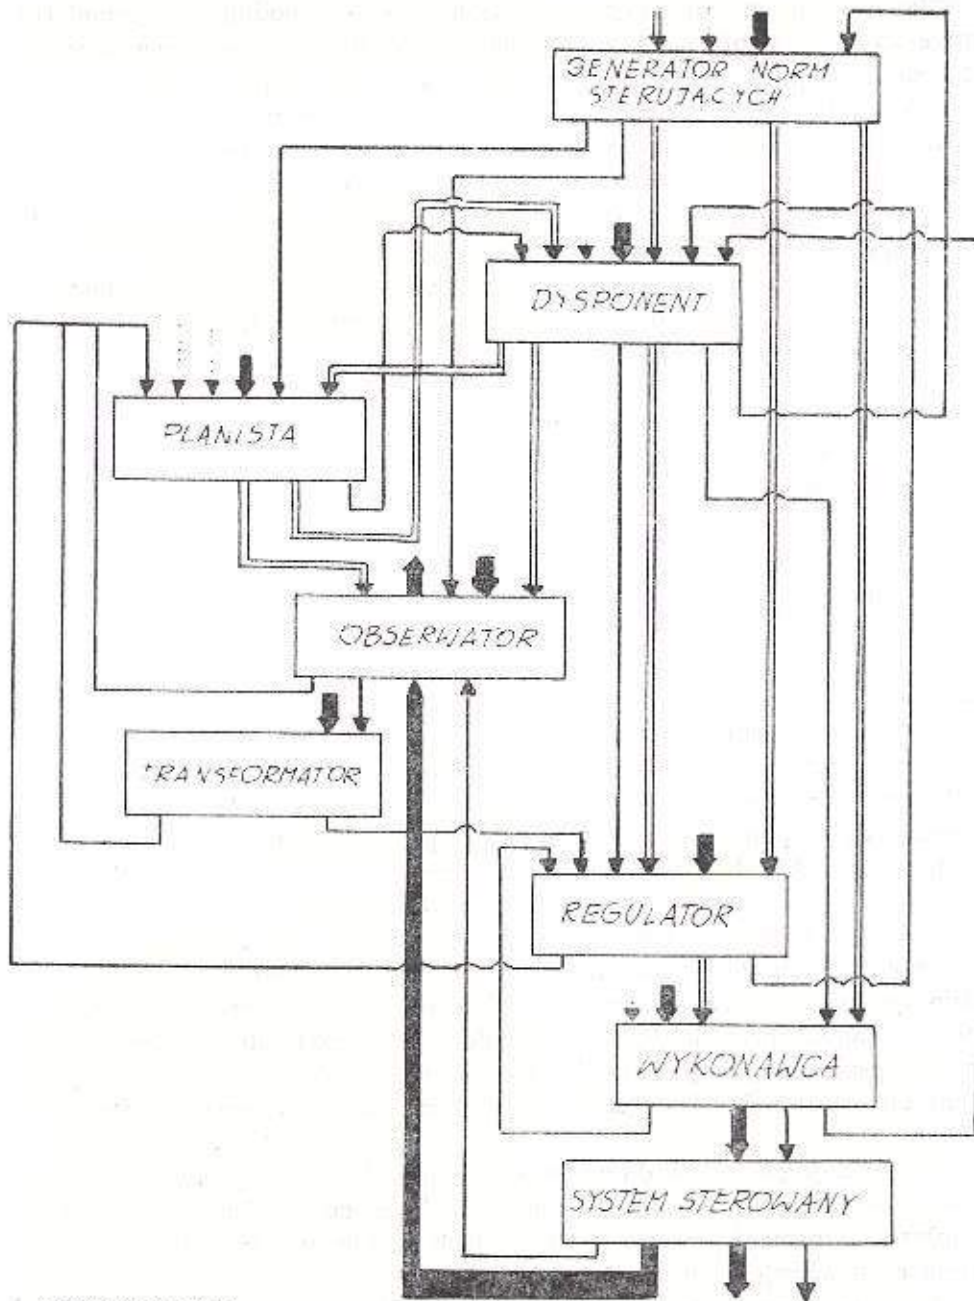 GENERATOR NORM
STERUJĄCYCH
DYSPONENT
PLANISTA
OBSERWATOR
TRANSFORMATOR
REGULATOR
WYKONAWCA
SYSTEM STEROWANY